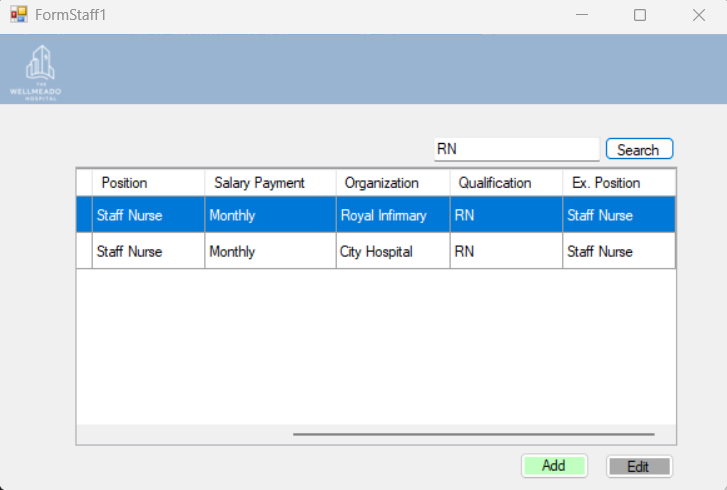 FormStaff1
THE
WELLMEADO
HOSPITAL
RN Search
Position Salary Payment Organization Qualification Ex. Position
Staff Nurse Monthly Royal Infirmary RN Staff Nurse
Staff Nurse Monthly City Hospital RN Staff Nurse
Add Edit